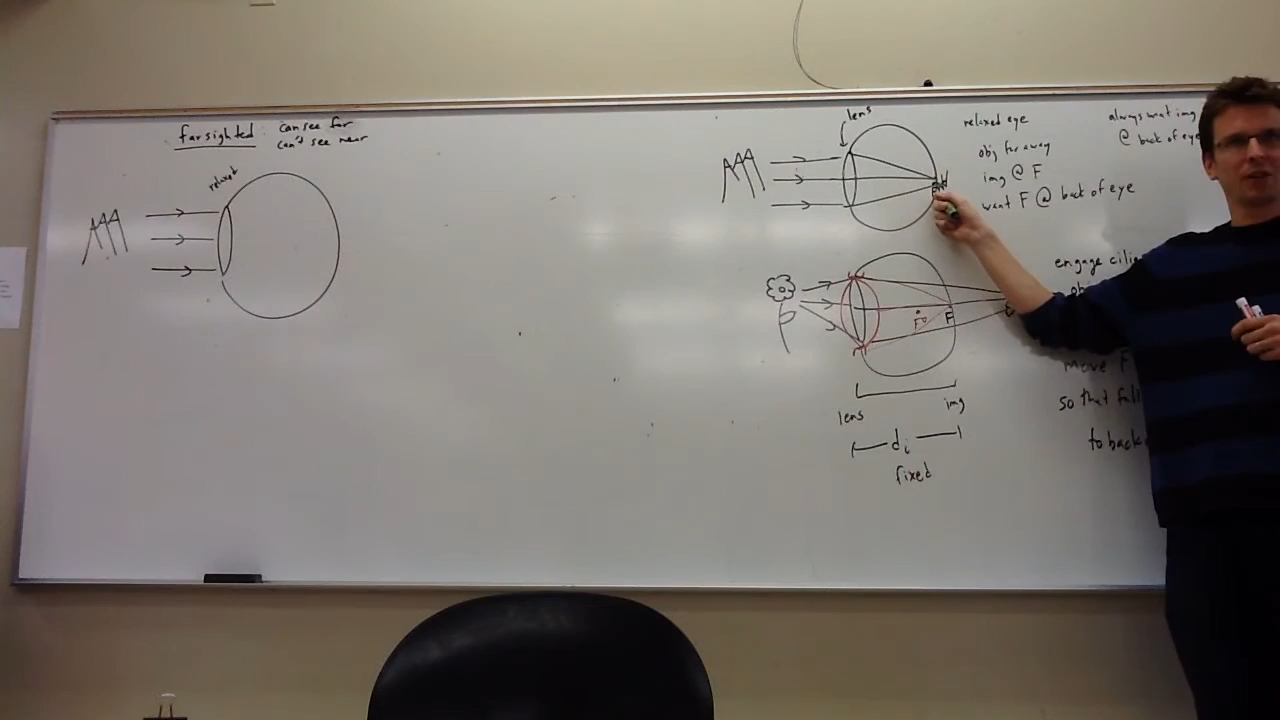 farsighted: can see far
can't see near
relaxed
lens
relaxed eye
obj far away
img @ F
want F @ back of eye
always want img
@ back of eye
engage
F
F
move F
so that
to back
lens
img
di
fixed